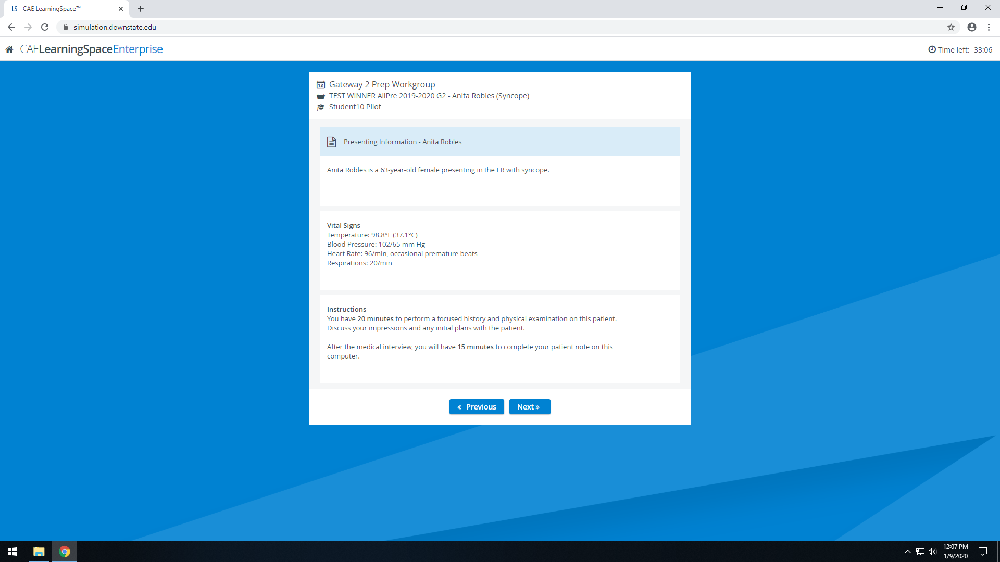 LS CAE LearningSpace™
simulation.downstate.edu
CAELearningSpaceEnterprise
Time left: 33:06
12 Gateway 2 Prep Workgroup
TEST WINNER AllPre 2019-2020 G2 - Anita Robles (Syncope)
Student10 Pilot
Presenting Information - Anita Robles
Anita Robles is a 63-year-old female presenting in the ER with syncope.
Vital Signs
Temperature: 98.8°F (37.1°C)
Blood Pressure: 102/65 mm Hg
Heart Rate: 96/min, occasional premature beats
Respirations: 20/min
Instructions
You have 20 minutes to perform a focused history and physical examination on this patient.
Discuss your impressions and any initial plans with the patient.
After the medical interview, you will have 15 minutes to complete your patient note on this
computer.
« Previous
Next »
12:07 PM
1/9/2020